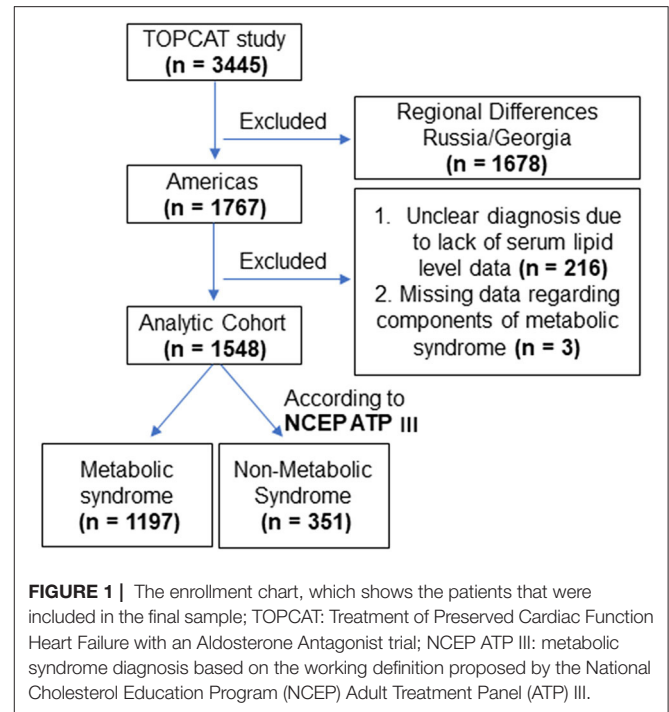 TOPCAT study
(n = 3445)
Excluded
Regional Differences
Russia/Georgia
(n = 1678)
Americas
(n = 1767)
Excluded
1. Unclear diagnosis due
to lack of serum lipid
level data (n = 216)
2. Missing data regarding
components of metabolic
syndrome (n = 3)
Analytic Cohort
(n = 1548)
According to
NCEP ATP III
Metabolic
syndrome
(n = 1197)
Non-Metabolic
Syndrome
(n = 351)
FIGURE 1 | The enrollment chart, which shows the patients that were
included in the final sample; TOPCAT: Treatment of Preserved Cardiac Function
Heart Failure with an Aldosterone Antagonist trial; NCEP ATP III: metabolic
syndrome diagnosis based on the working definition proposed by the National
Cholesterol Education Program (NCEP) Adult Treatment Panel (ATP) III.